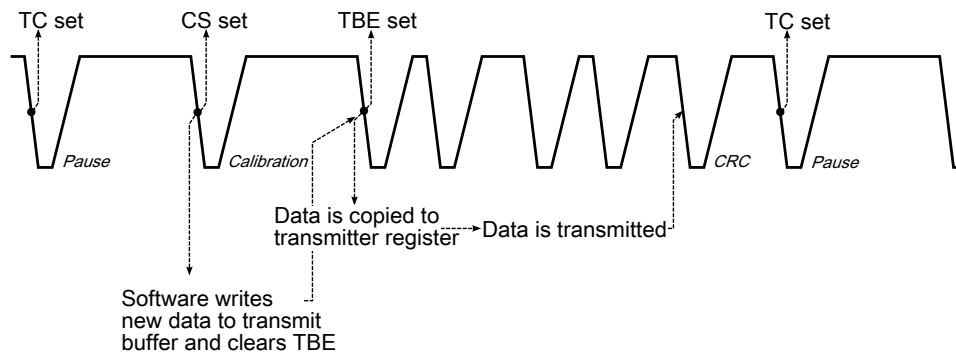 TC set
CS set
TBE set
TC set
Pause
Calibration
CRC
Pause
Data is copied to
transmitter register
Data is transmitted
Software writes
new data to transmit
buffer and clears TBE